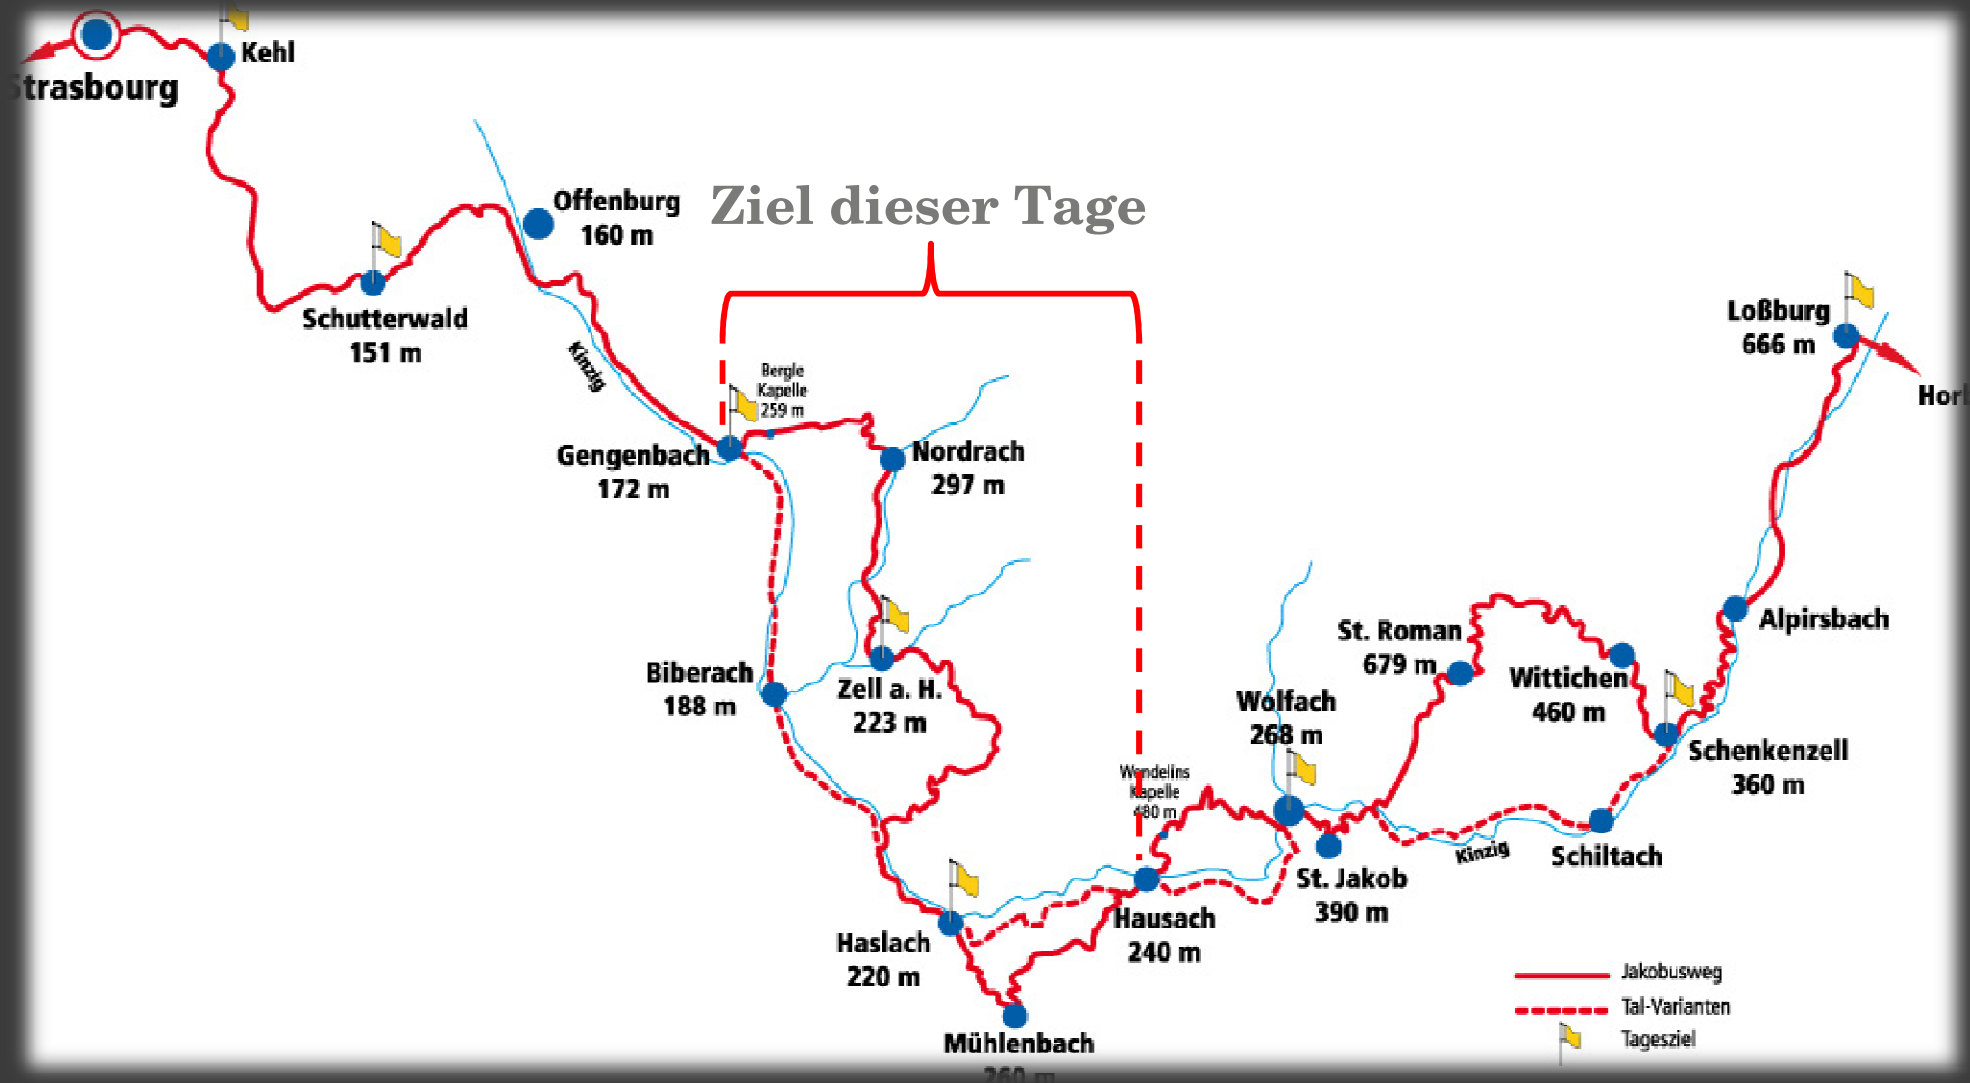 Kehl
Strasbourg
Offenburg
160 m
Ziel dieser Tage
Schutterwald
151 m
Kinzig
Loßburg
666 m
Bergle
Kapelle
259 m
Gengenbach
172 m
Nordrach
297 m
Alpirsbach
St. Roman
679 m
Biberach
188 m
Zell a. H.
223 m
Wittichen
460 m
Wolfach
268 m
Schenkenzell
360 m
Wendelins
Kapelle
480 m
Kinzig
Schiltach
St. Jakob
390 m
Hausach
240 m
Haslach
220 m
Jakobusweg
Tal-Varianten
Tagesziel
Mühlenbach
260 m